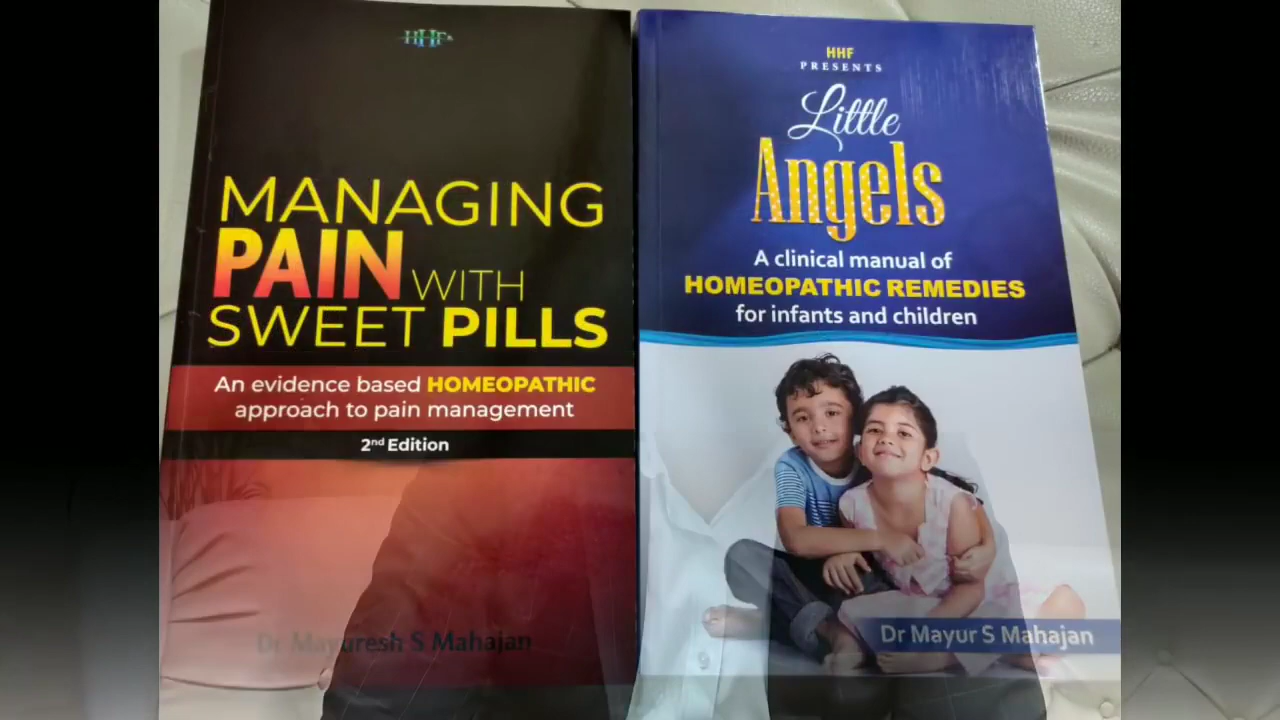 HHF
MANAGING
PAIN WITH
SWEET PILLS
An evidence based HOMEOPATHIC
approach to pain management
2nd Edition
Dr Mayuresh S Mahajan
HHF
PRESENTS
Little
Angels
A clinical manual of
HOMEOPATHIC REMEDIES
for infants and children
Dr Mayur S Mahajan